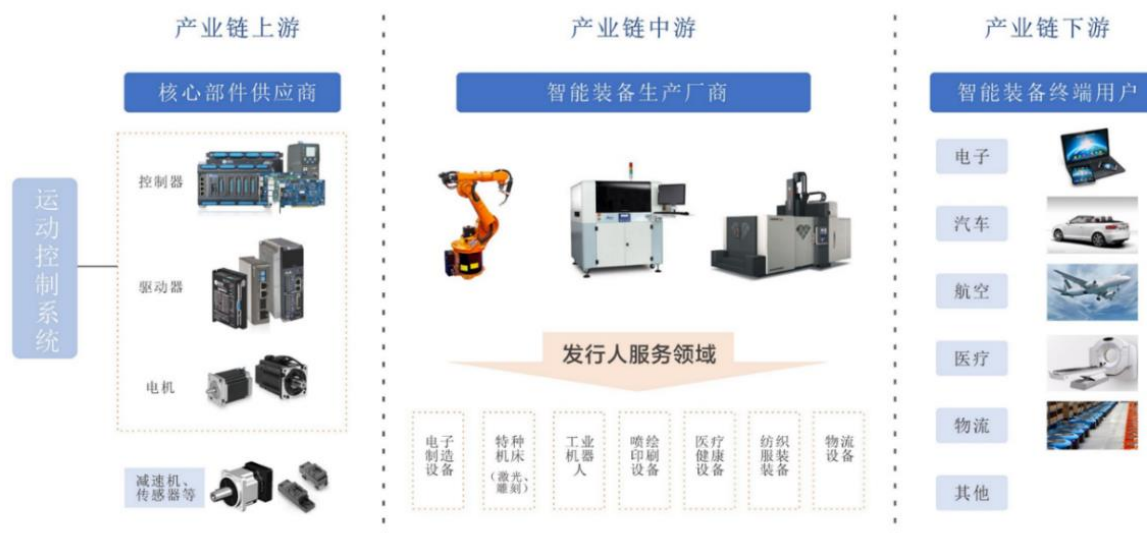 产业链上游
产业链中游
产业链下游
核心部件供应商
智能装备生产厂商
智能装备终端用户
运动控制系统
控制器
驱动器
电机
减速机、
传感器等
发行人服务领域
电子
制造
设备
特种
机床
(激光、
雕刻)
工业
机器
人
喷绘
印刷
设备
医疗
健康
设备
纺织
服装
装备
物流
设备
电子
汽车
航空
医疗
物流
其他